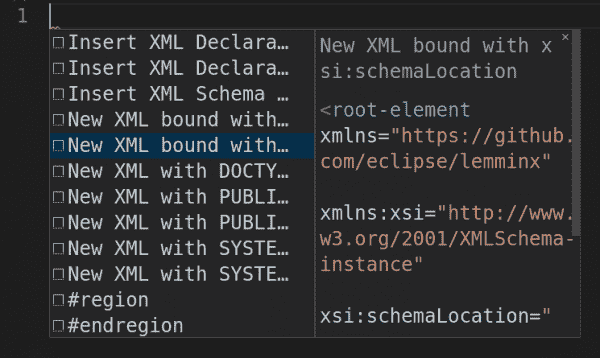 1
Insert XML Declara…
Insert XML Declara…
Insert XML Schema …
New XML bound with…
New XML bound with…
New XML with DOCTY…
New XML with PUBLI…
New XML with PUBLI…
New XML with SYSTE…
New XML with SYSTE…
#region
#endregion
New XML bound with x
si:schemaLocation
<root-element
xmlns="https://github.
com/eclipse/lemminx"
xmlns:xsi="http://www.
w3.org/2001/XMLSchema-
instance"
xsi:schemaLocation="